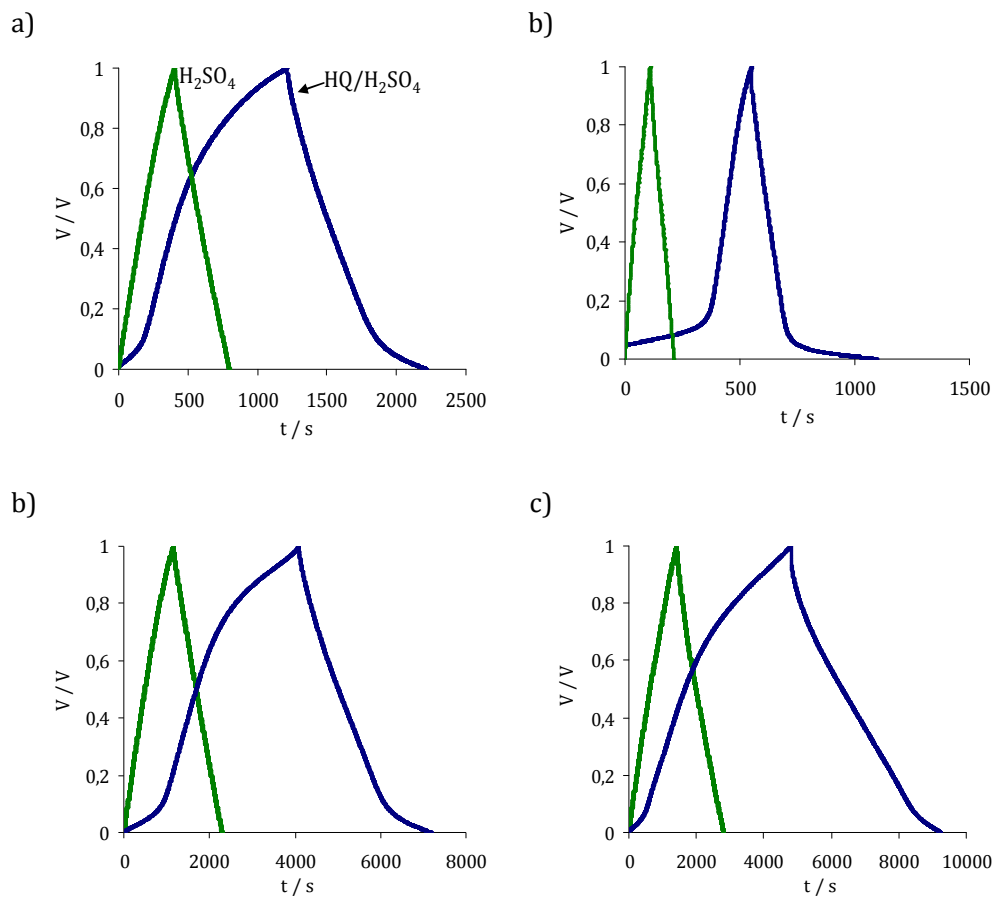 a)
1
H₂SO₄
HQ/H₂SO₄
0,8
0,6
V / V
0,4
0,2
0
0 500 1000 1500 2000 2500
t / s
b)
1
0,8
0,6
V / V
0,4
0,2
0
0 500 1000 1500
t / s
b)
1
0,8
0,6
V / V
0,4
0,2
0
0 2000 4000 6000 8000
t / s
c)
1
0,8
0,6
V / V
0,4
0,2
0
0 2000 4000 6000 8000 10000
t / s